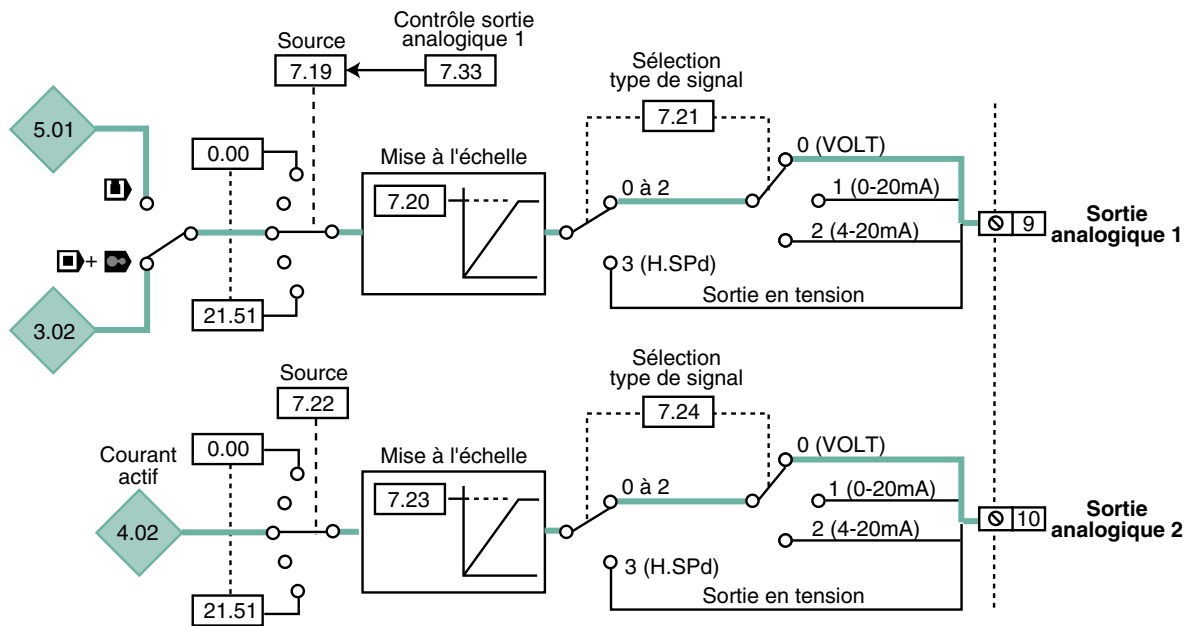 Contrôle sortie
analogique 1
Source
7.19
7.33
Sélection
type de signal
7.21
5.01
0.00
Mise à l'échelle
7.20
0 (VOLT)
0 à 2
1 (0-20mA)
2 (4-20mA)
9
Sortie
analogique 1
+
3 (H.SPd)
Sortie en tension
3.02
21.51
Source
7.22
Sélection
type de signal
7.24
Courant
actif
0.00
Mise à l'échelle
7.23
0 (VOLT)
0 à 2
1 (0-20mA)
2 (4-20mA)
10
Sortie
analogique 2
4.02
3 (H.SPd)
Sortie en tension
21.51